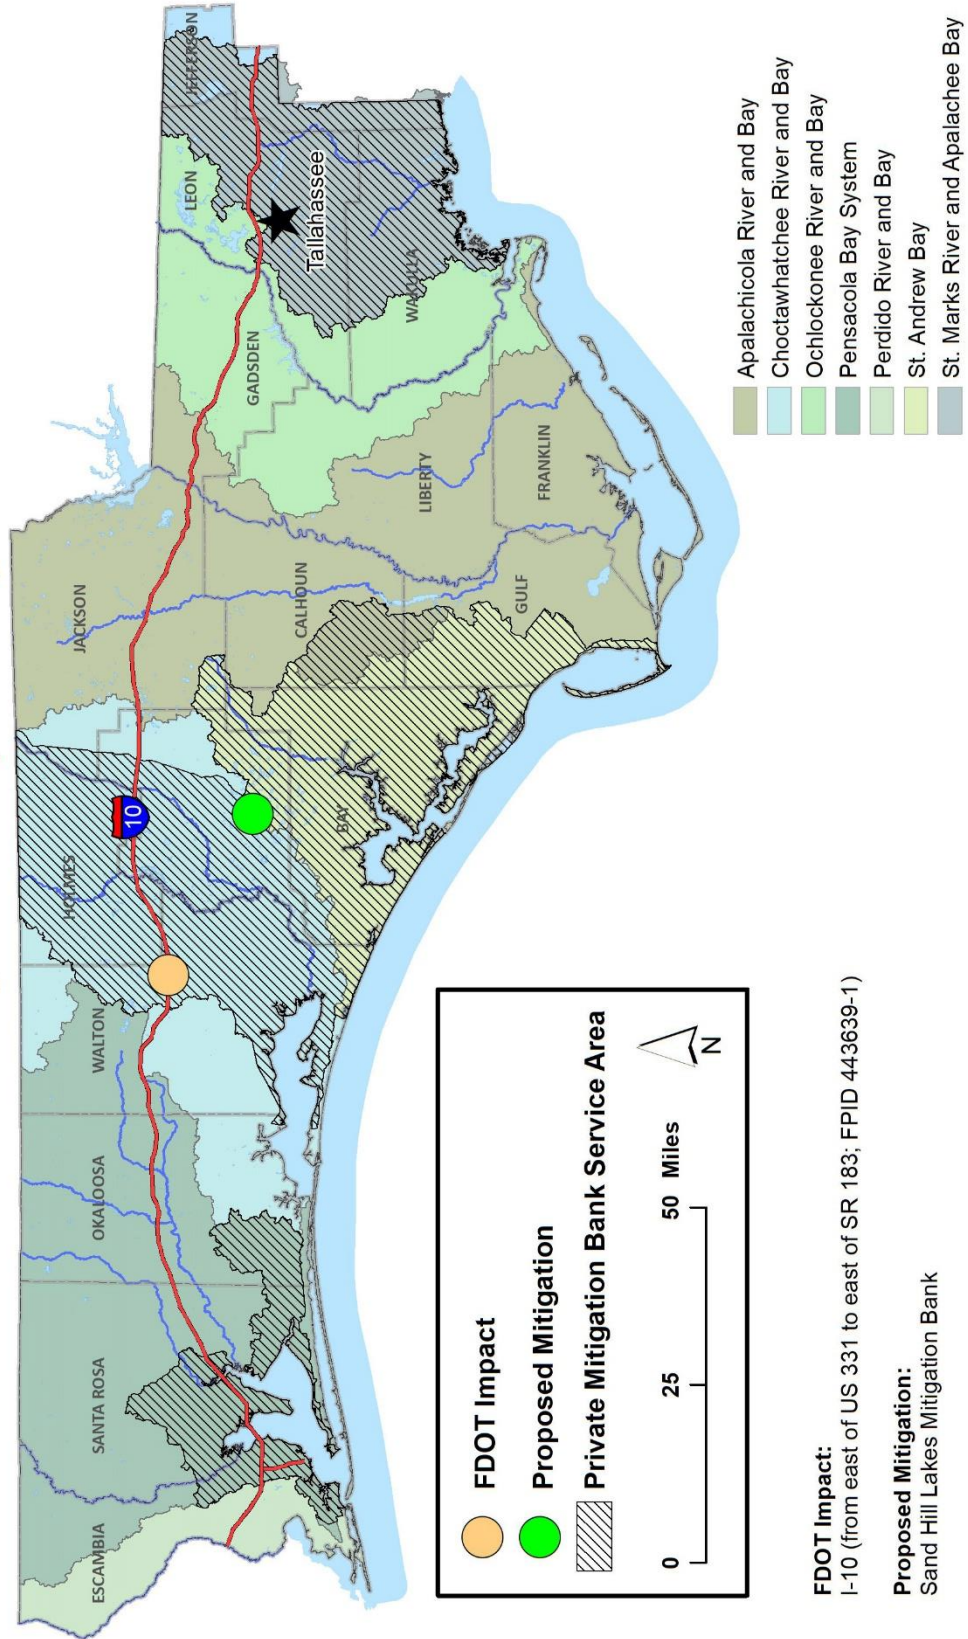 ESCAMBIA
SANTA ROSA
OKALOOSA
WALTON
HOLMES
10
JACKSON
BAY
CALHOUN
GULF
LIBERTY
FRANKLIN
GADSDEN
LEON
Tallahassee
WAKULLA
JEFFERSON
FDOT Impact
Proposed Mitigation
Private Mitigation Bank Service Area
0 25 50 Miles
N
FDOT Impact:
I-10 (from east of US 331 to east of SR 183; FPID 443639-1)
Proposed Mitigation:
Sand Hill Lakes Mitigation Bank
Apalachicola River and Bay
Choctawhatchee River and Bay
Ochlockonee River and Bay
Pensacola Bay System
Perdido River and Bay
St. Andrew Bay
St. Marks River and Apalachee Bay